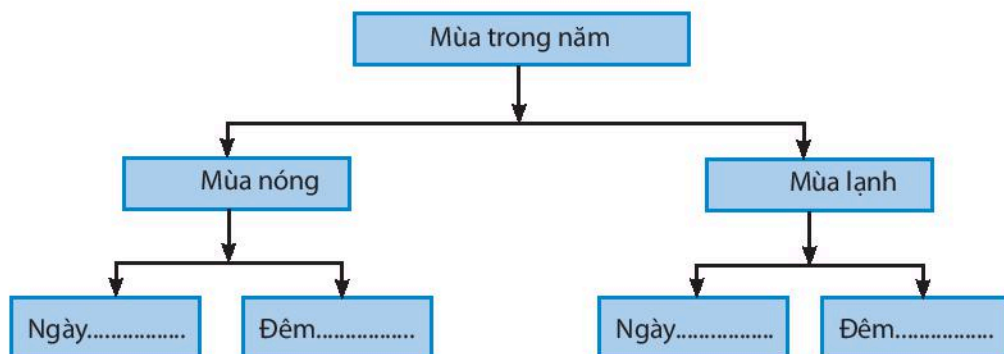 Mùa trong năm
Mùa nóng
Mùa lạnh
Ngày................
Đêm................
Ngày................
Đêm................